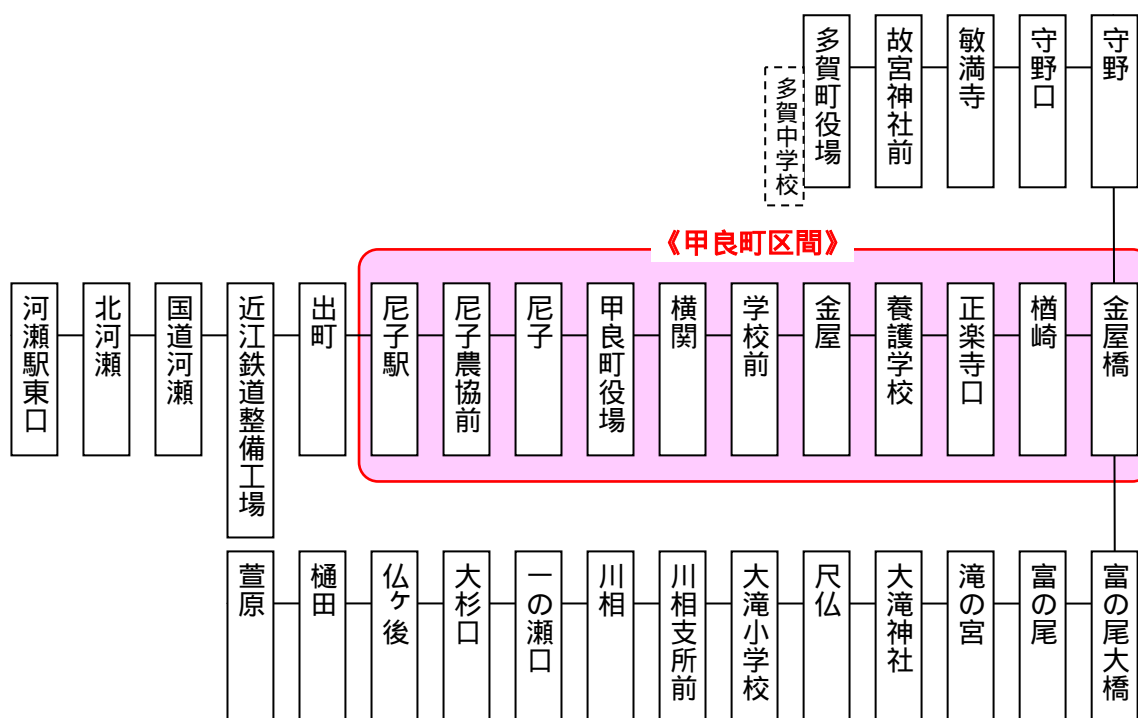 多賀町役場
故宮神社前
敏満寺
守野口
守野
多賀中学校
《甲良町区間》
河瀬駅東口
北河瀬
国道河瀬
近江鉄道整備工場
出町
尼子駅
尼子農協前
尼子
甲良町役場
横関
学校前
金屋
養護学校
正楽寺口
楢崎
金屋橋
萱原
樋田
仏ヶ後
大杉口
一の瀬口
川相
川相支所前
大滝小学校
尺仏
大滝神社
滝の宮
富の尾
富の尾大橋